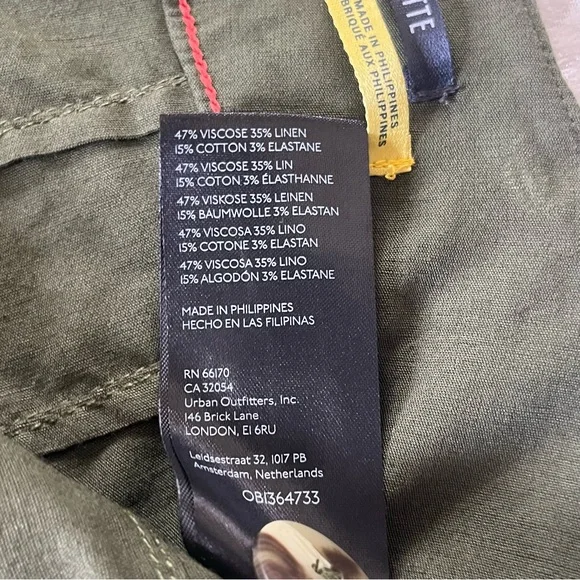 TTE
MADE IN PHILIPPINES
FABRIQUÉ AUX PHILIPPINES
47% VISCOSE 35% LINEN
15% COTTON 3% ELASTANE
47% VISCOSE 35% LIN
15% COTON 3% ÉLASTHANNE
47% VISKOSE 35% LEINEN
15% BAUMWOLLE 3% ELASTAN
47% VISCOSA 35% LINO
15% COTONE 3% ELASTAN
47% VISCOSA 35% LINO
15% ALGODÓN 3% ELASTANE
MADE IN PHILIPPINES
HECHO EN LAS FILIPINAS
RN 66170
CA 32054
Urban Outfitters, Inc.
146 Brick Lane
LONDON, E1 6RU
Leidsestraat 32, 1017 PB
Amsterdam, Netherlands
OB1364733